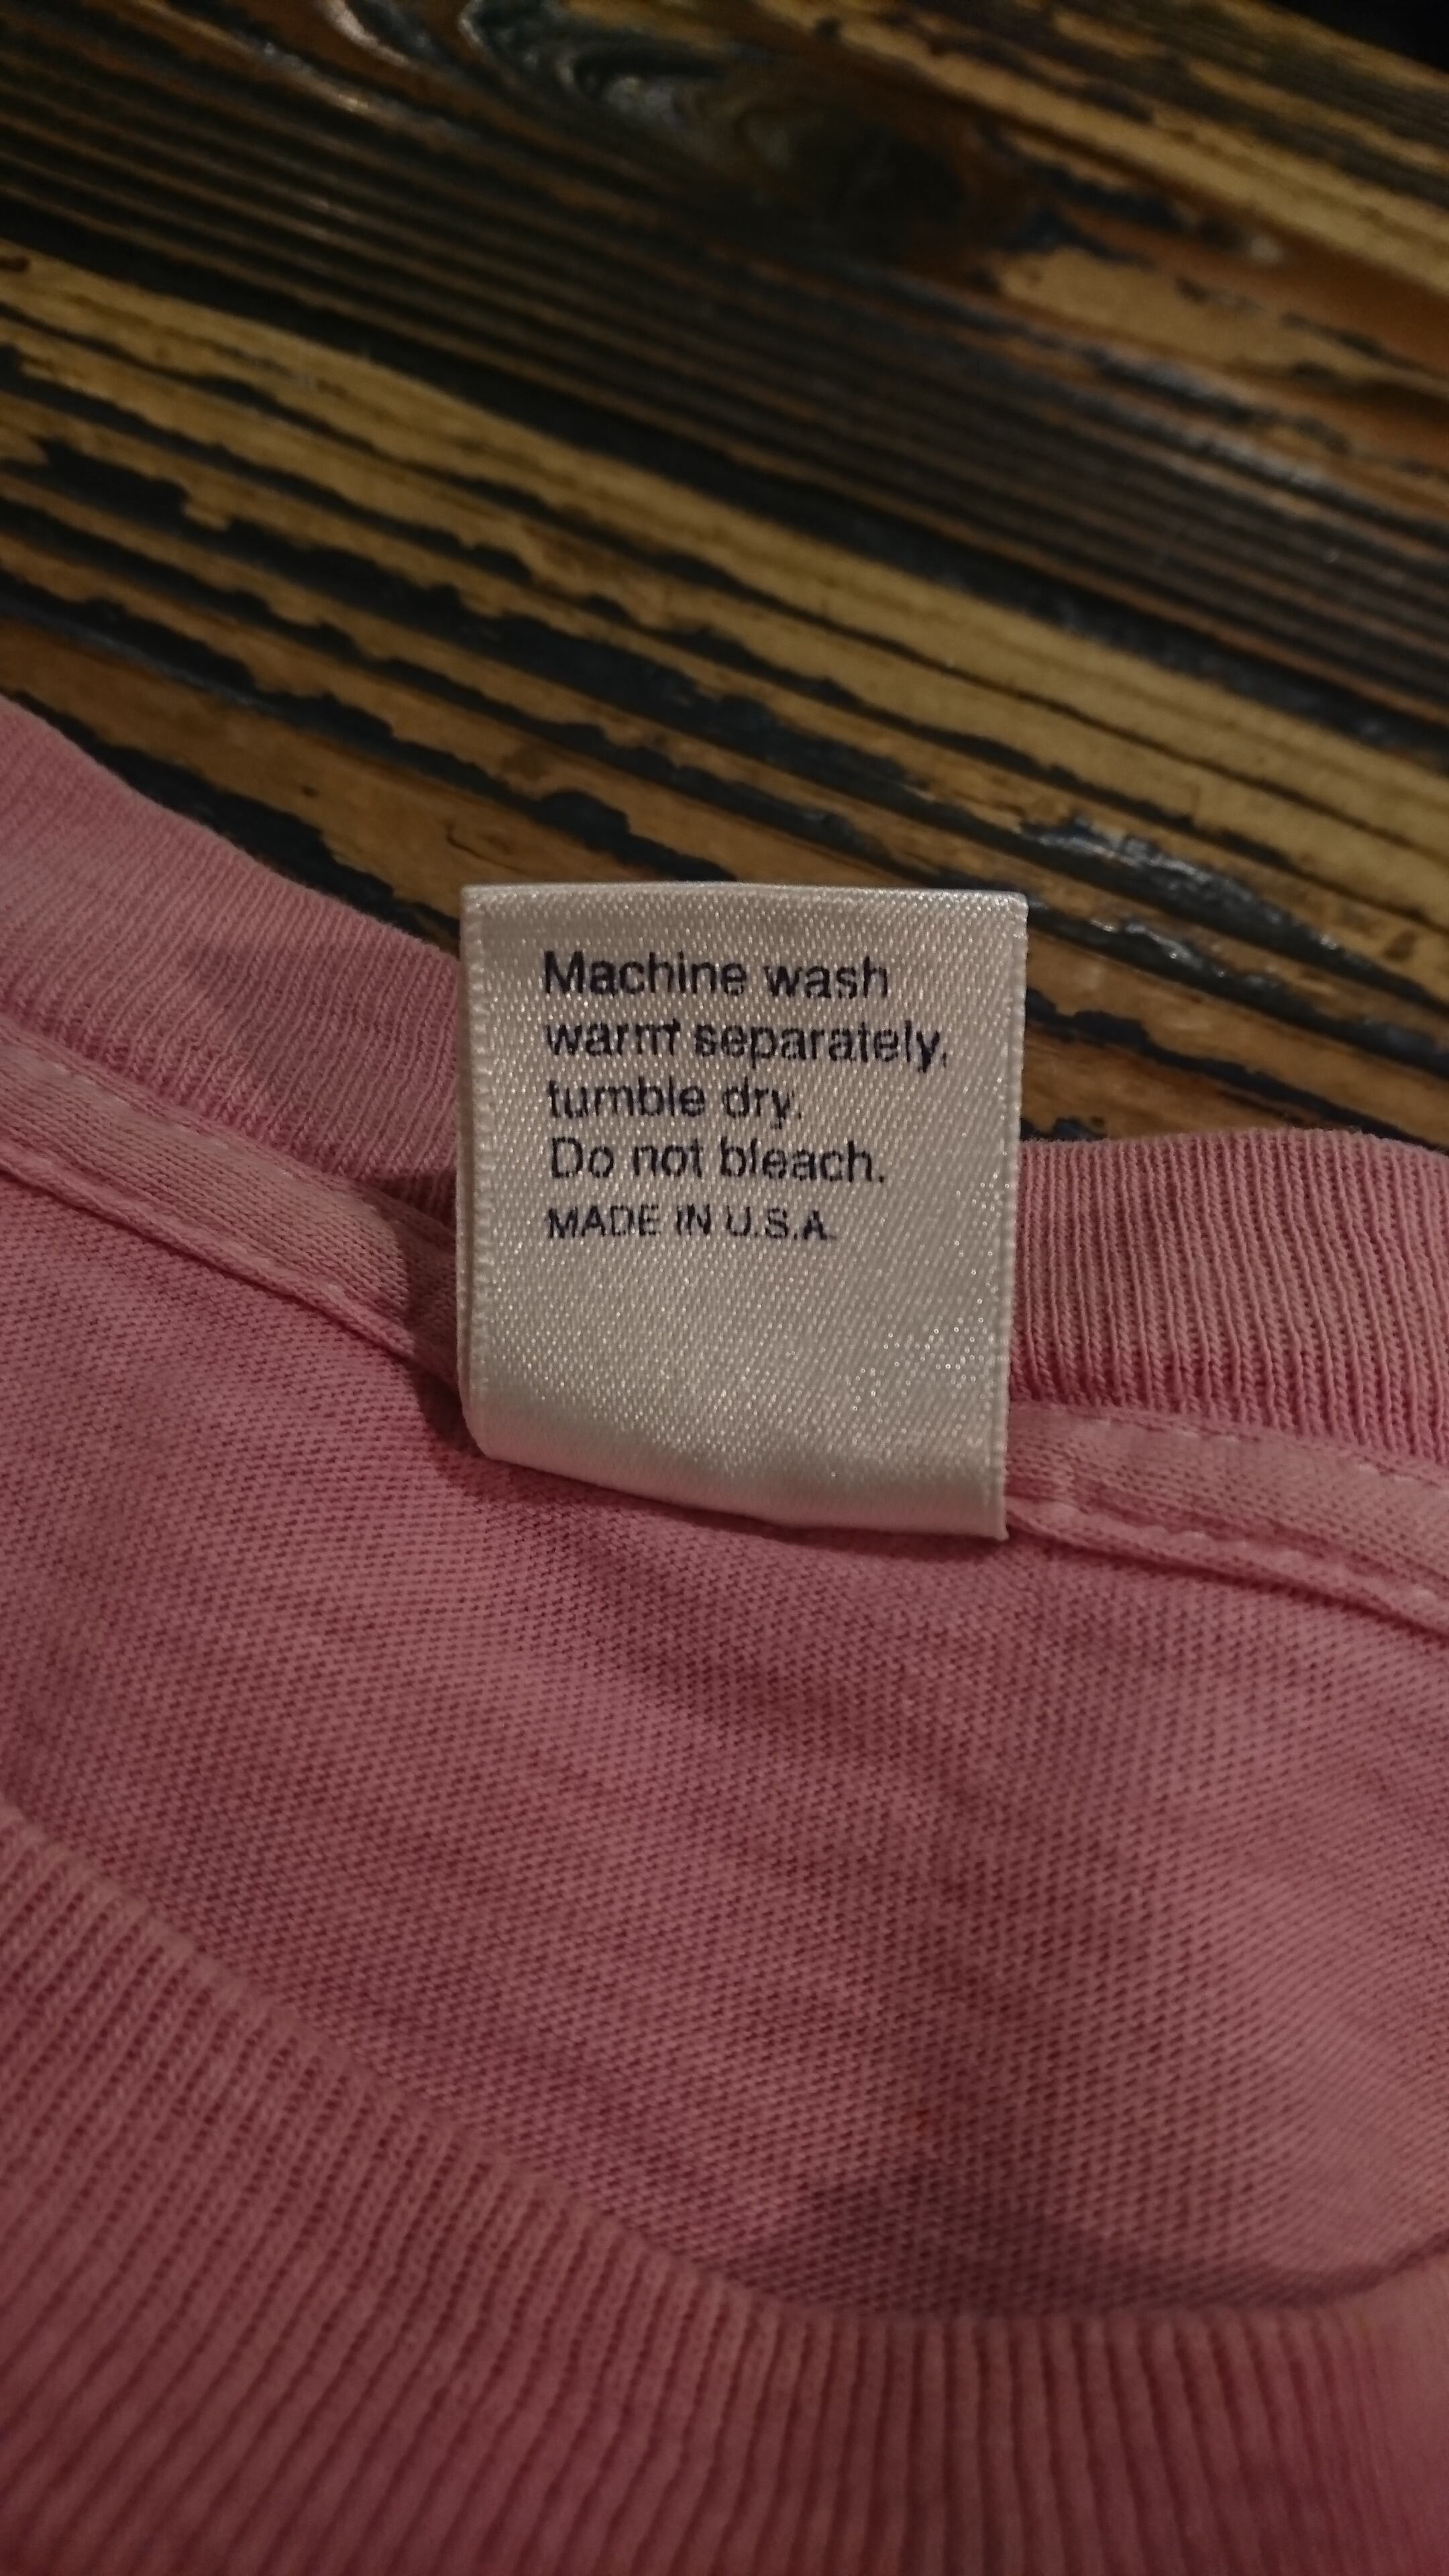 Machine wash
warm separately,
tumble dry.
Do not bleach.
MADE IN U.S.A.